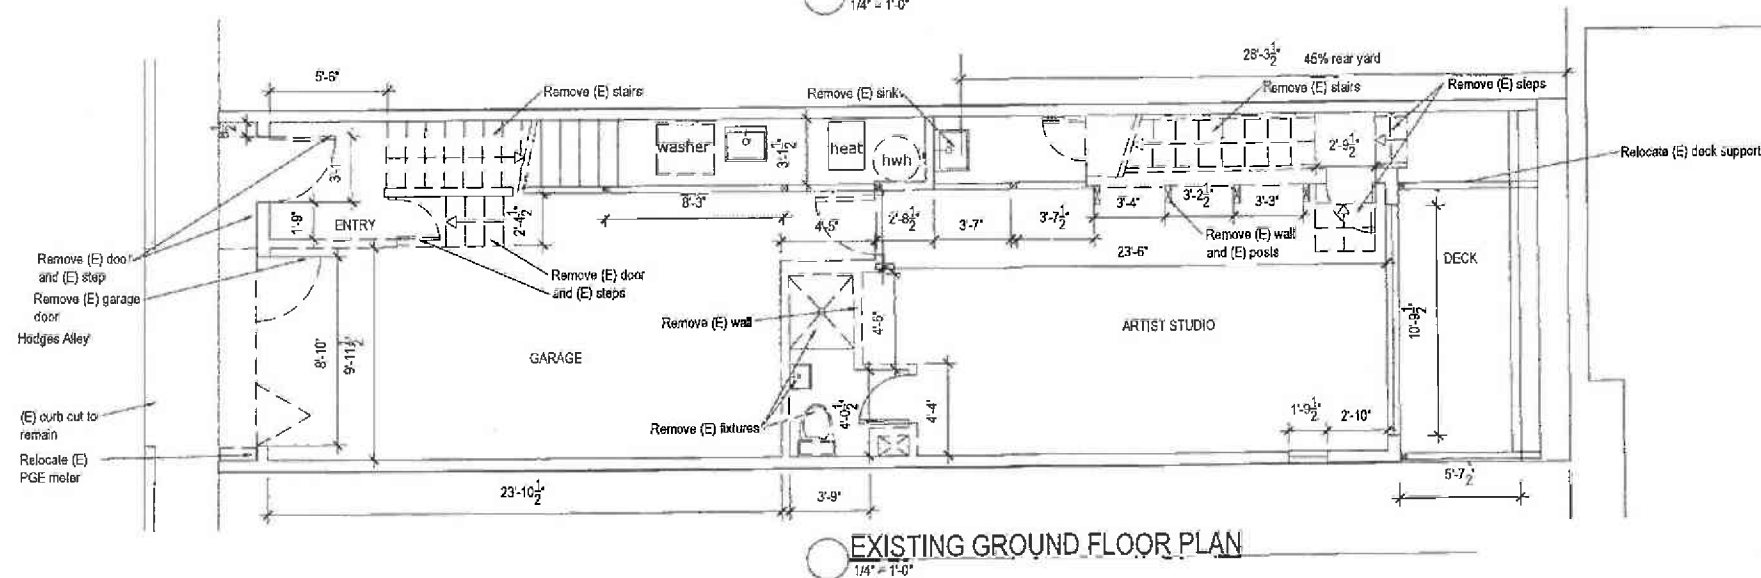 1/4" = 1'-0"
28'-3 1/2"
45% rear yard
5'-6"
Remove (E) stairs
Remove (E) sink
Remove (E) stairs
Remove (E) steps
washer
3'-1 1/2"
heat
hwh
2'-9 1/2"
Relocate (E) deck support
3'-1
8'-3"
1'-9"
ENTRY
2'-4 1/2"
4'-5"
2'-8 1/2"
3'-7"
3'-7 1/2"
3'-4"
3'-2 1/2"
3'-3"
Remove (E) wall
and (E) posts
23'-6"
DECK
Remove (E) door
and (E) step
Remove (E) door
and (E) steps
Remove (E) garage
door
Hodges Alley
Remove (E) wall
4'-6"
ARTIST STUDIO
10'-9 1/2"
GARAGE
8'-10"
9'-11 1/2"
(E) curb cut to
remain
Remove (E) fixtures
4'-0 1/2"
4'-4"
1'-9 1/2"
2'-10"
Relocate (E)
PGE meter
23'-10 1/2"
3'-9"
5'-7 1/2"
EXISTING GROUND FLOOR PLAN
1/4" = 1'-0"